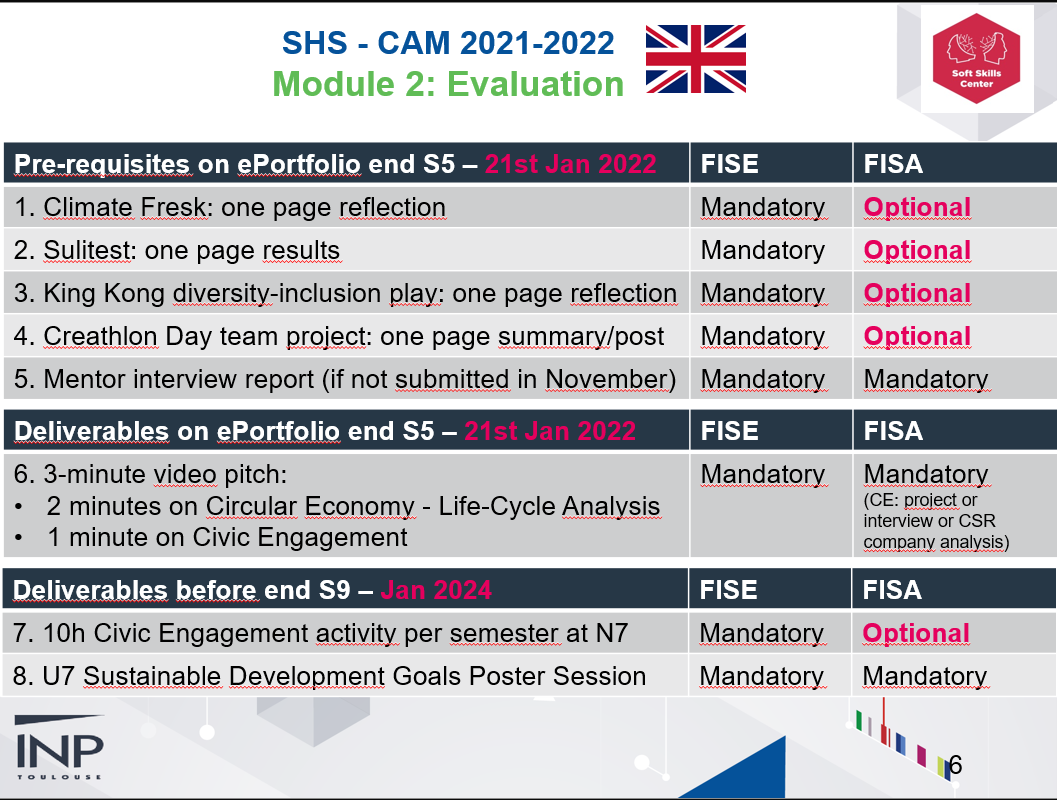 SHS - CAM 2021-2022
Module 2: Evaluation
Soft Skills
Center
Pre-requisites on ePortfolio end S5 – 21st Jan 2022 FISE FISA
1. Climate Fresk: one page reflection Mandatory Optional
2. Sulitest: one page results Mandatory Optional
3. King Kong diversity-inclusion play: one page reflection Mandatory Optional
4. Creathlon Day team project: one page summary/post Mandatory Optional
5. Mentor interview report (if not submitted in November) Mandatory Mandatory
Deliverables on ePortfolio end S5 – 21st Jan 2022 FISE FISA
6. 3-minute video pitch: Mandatory Mandatory
• 2 minutes on Circular Economy - Life-Cycle Analysis
• 1 minute on Civic Engagement
(CE: project or
interview or CSR
company analysis)
Deliverables before end S9 – Jan 2024 FISE FISA
7. 10h Civic Engagement activity per semester at N7 Mandatory Optional
8. U7 Sustainable Development Goals Poster Session Mandatory Mandatory
INP
TOULOUSE
6